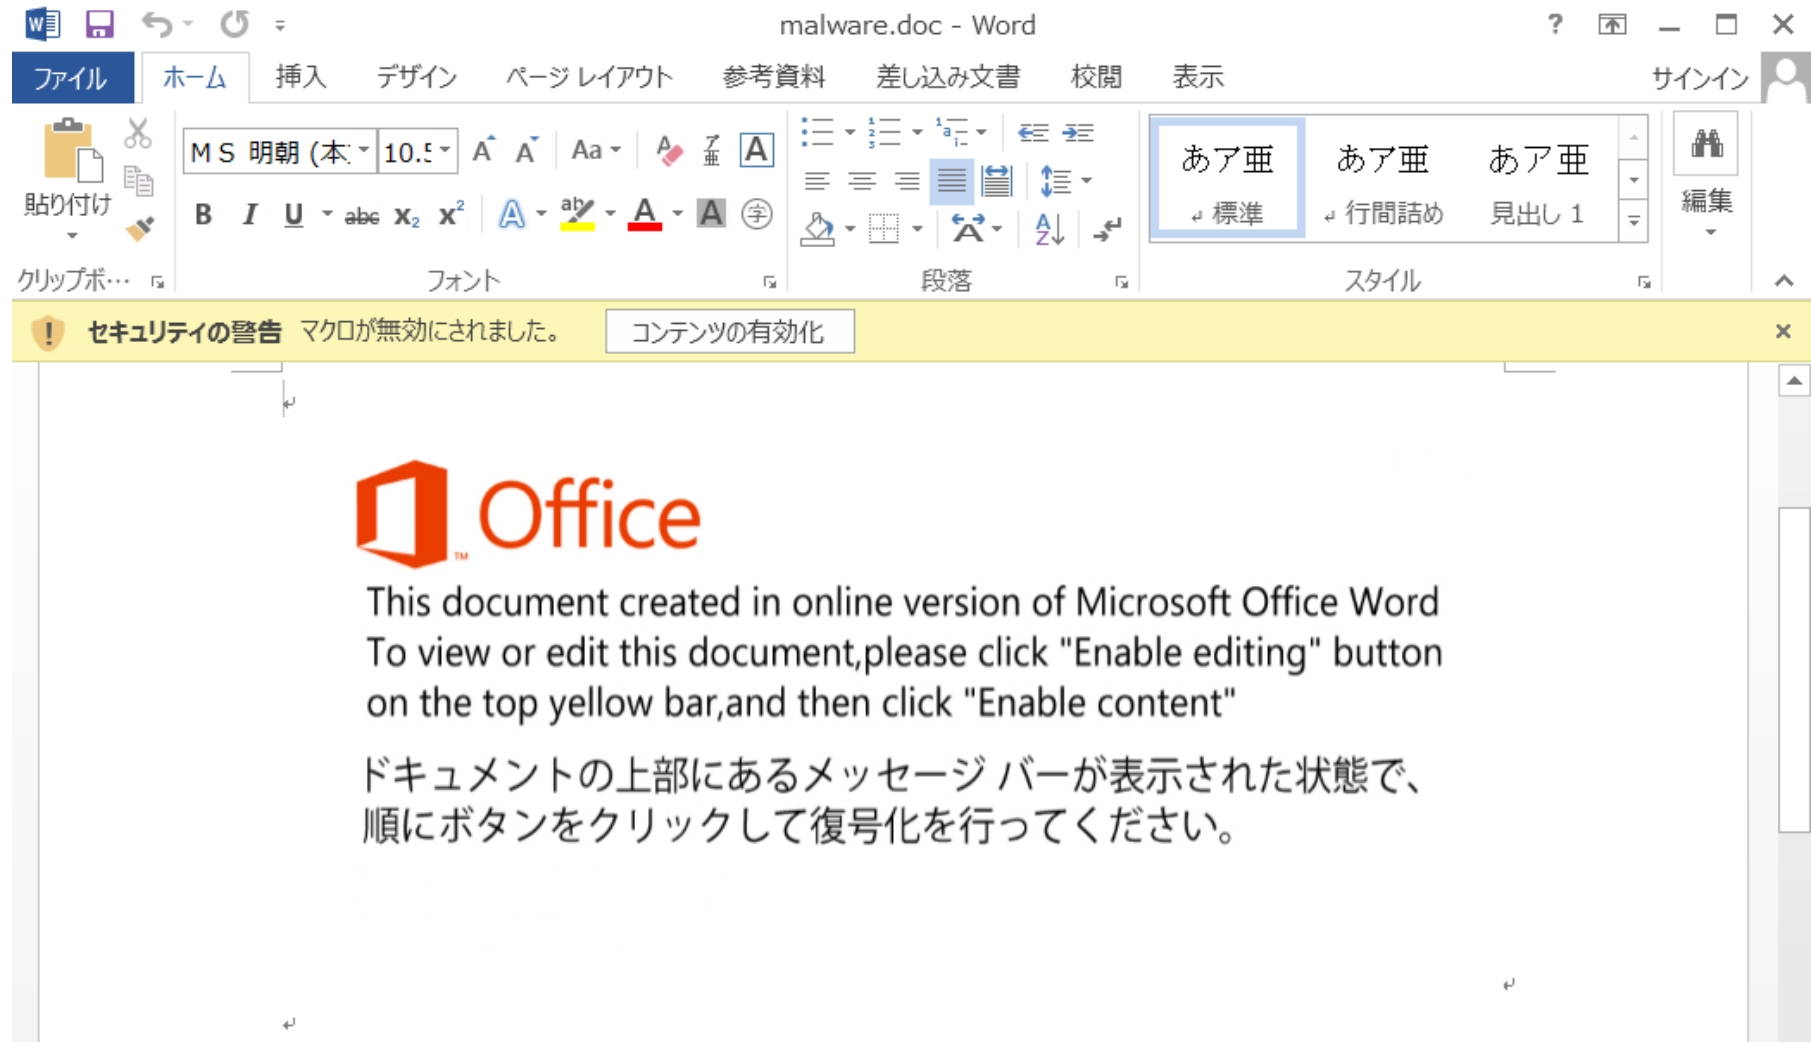 malware.doc - Word
ファイル ホーム 挿入 デザイン ページ レイアウト 参考資料 差し込み文書 校閲 表示 サインイン
貼り付け
クリップボ…
ＭＳ 明朝 (本 10.5
A A Aa ア亜 A
B I U abc x₂ x² A ab A A 字
フォント
段落
あア亜 あア亜 あア亜
標準 行間詰め 見出し 1
スタイル
編集
セキュリティの警告 マクロが無効にされました。 コンテンツの有効化
Office™
This document created in online version of Microsoft Office Word
To view or edit this document,please click "Enable editing" button
on the top yellow bar,and then click "Enable content"
ドキュメントの上部にあるメッセージ バーが表示された状態で、
順にボタンをクリックして復号化を行ってください。